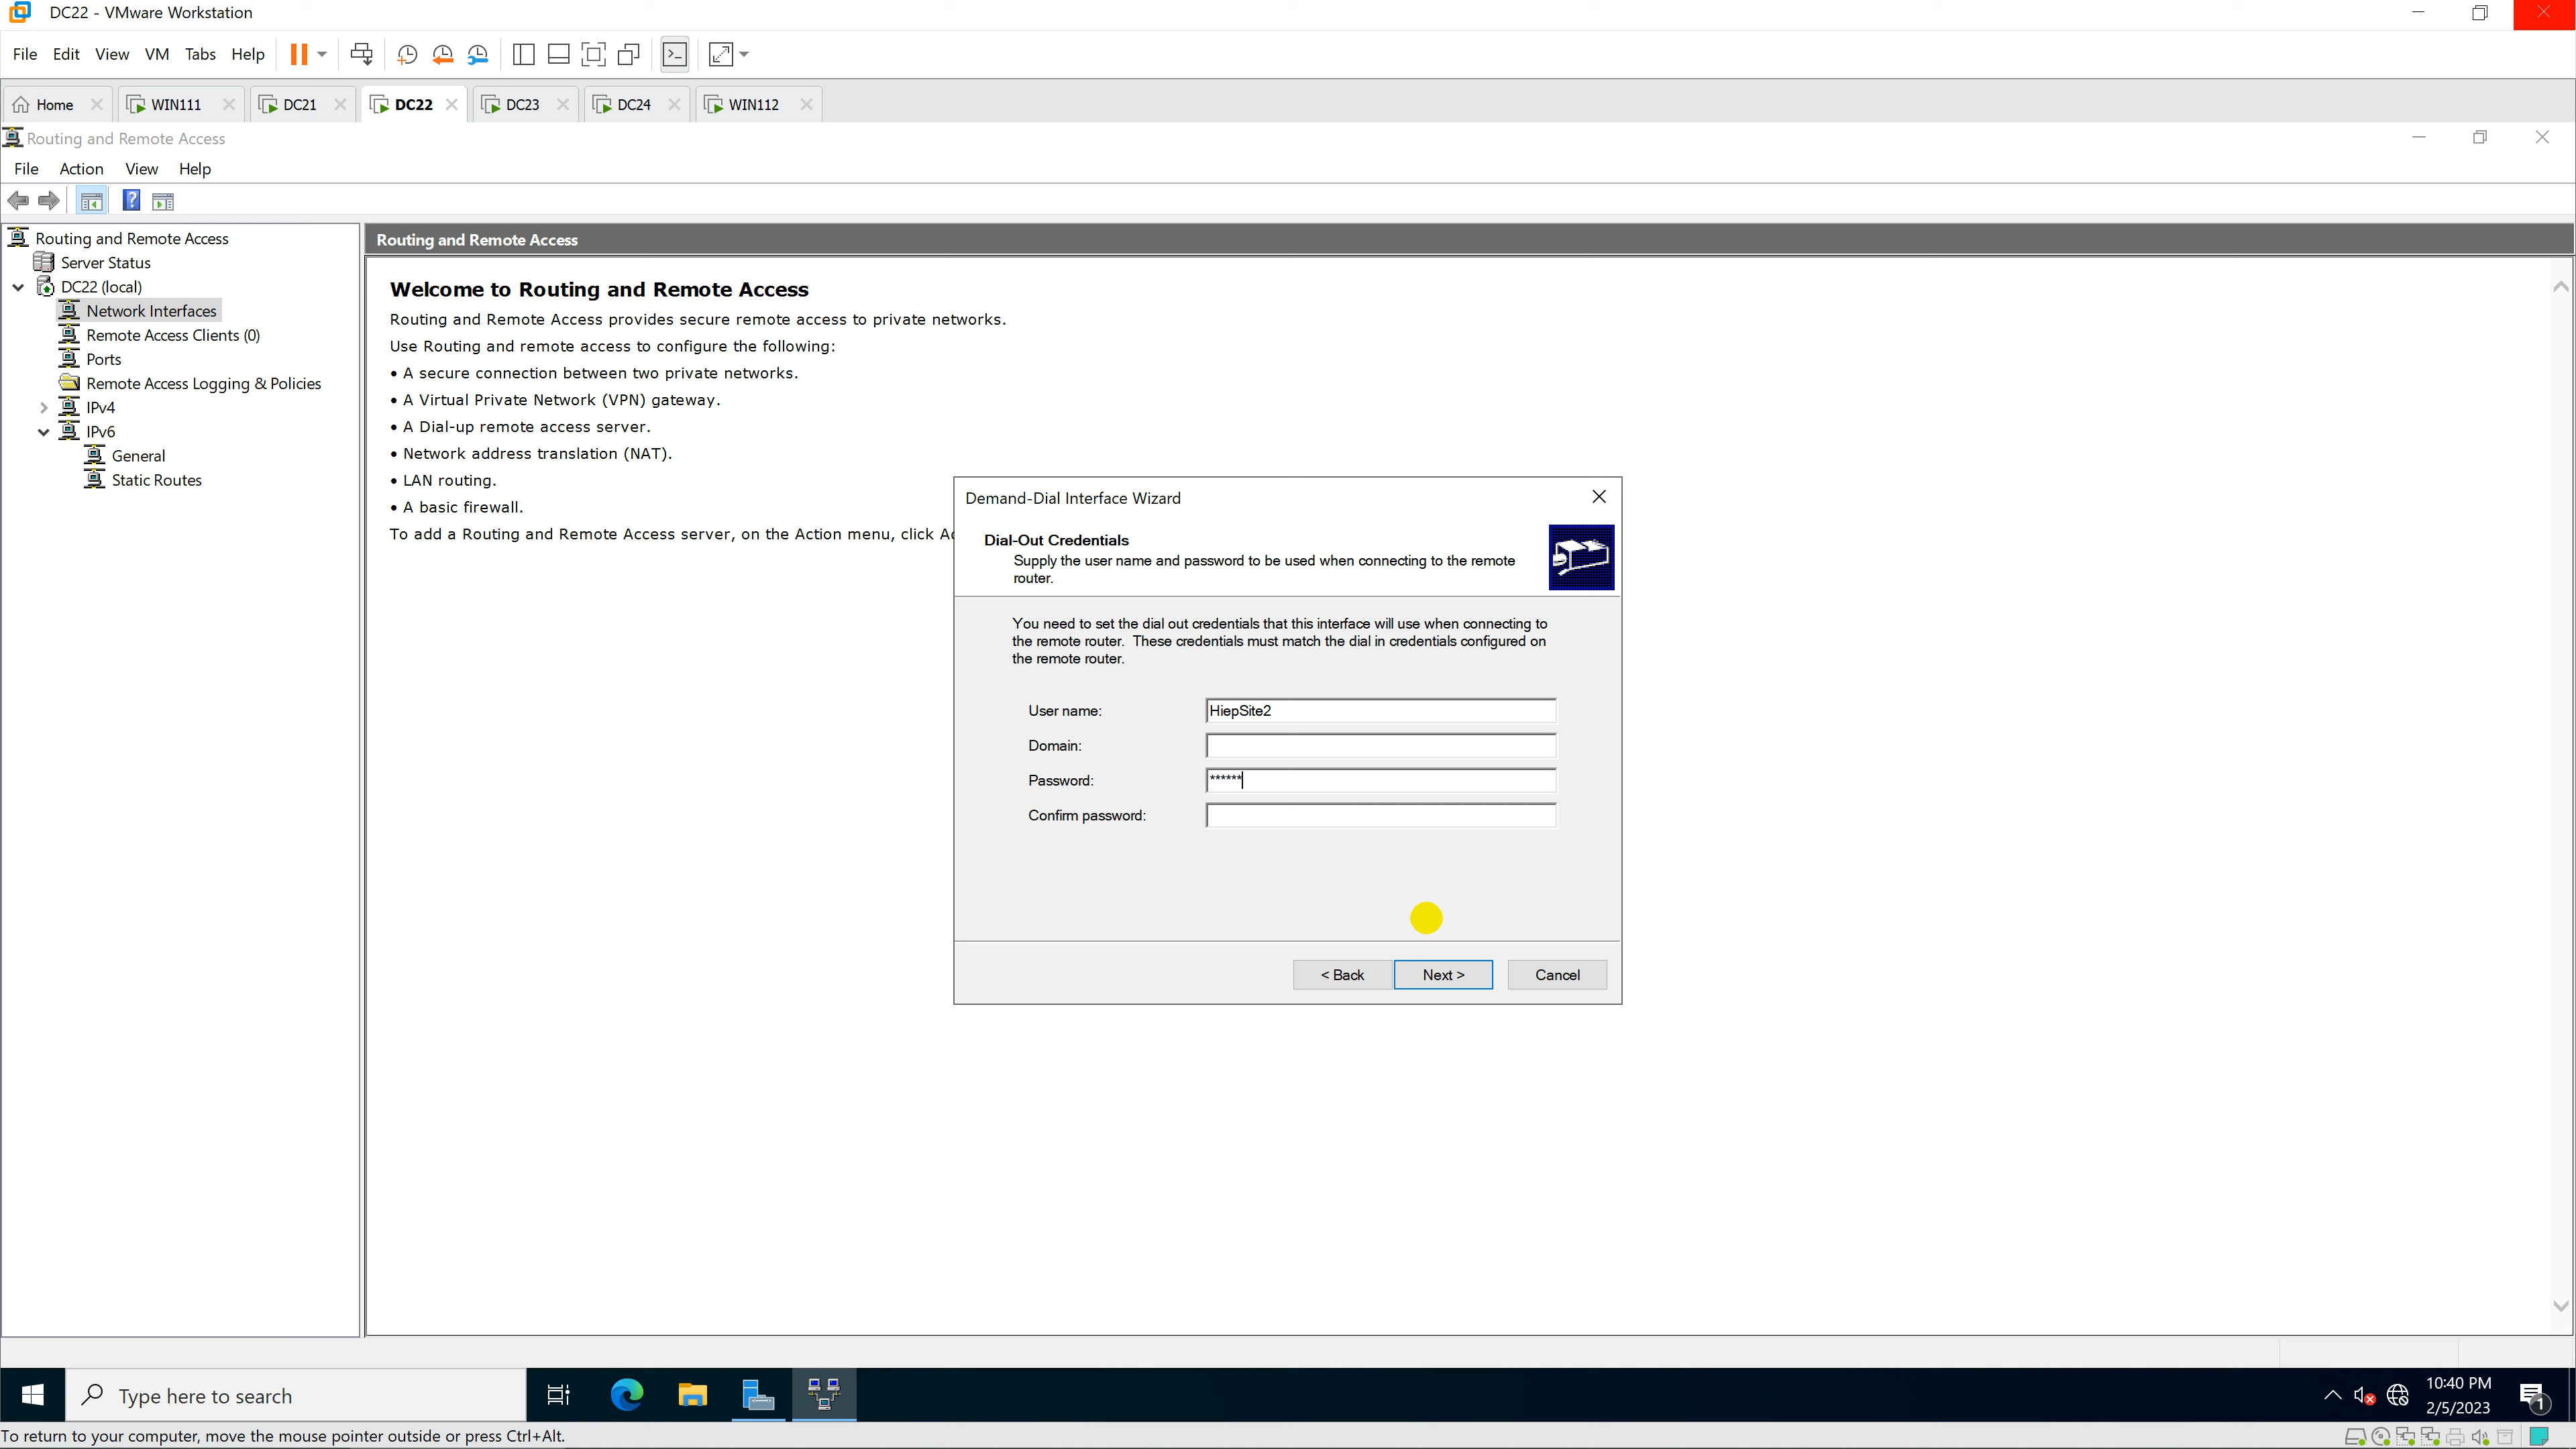 DC22 - VMware Workstation
File Edit View VM Tabs Help
Home WIN111 DC21 DC22 DC23 DC24 WIN112
Routing and Remote Access
File Action View Help
Routing and Remote Access
Server Status
DC22 (local)
Network Interfaces
Remote Access Clients (0)
Ports
Remote Access Logging & Policies
IPv4
IPv6
General
Static Routes
Routing and Remote Access
Welcome to Routing and Remote Access
Routing and Remote Access provides secure remote access to private networks.
Use Routing and remote access to configure the following:
• A secure connection between two private networks.
• A Virtual Private Network (VPN) gateway.
• A Dial-up remote access server.
• Network address translation (NAT).
• LAN routing.
• A basic firewall.
To add a Routing and Remote Access server, on the Action menu, click
Demand-Dial Interface Wizard
Dial-Out Credentials
Supply the user name and password to be used when connecting to the remote
router.
You need to set the dial out credentials that this interface will use when connecting to
the remote router. These credentials must match the dial in credentials configured on
the remote router.
User name: HiepSite2
Domain:
Password: ******
Confirm password:
< Back Next > Cancel
Type here to search
10:40 PM
2/5/2023
1
To return to your computer, move the mouse pointer outside or press Ctrl+Alt.